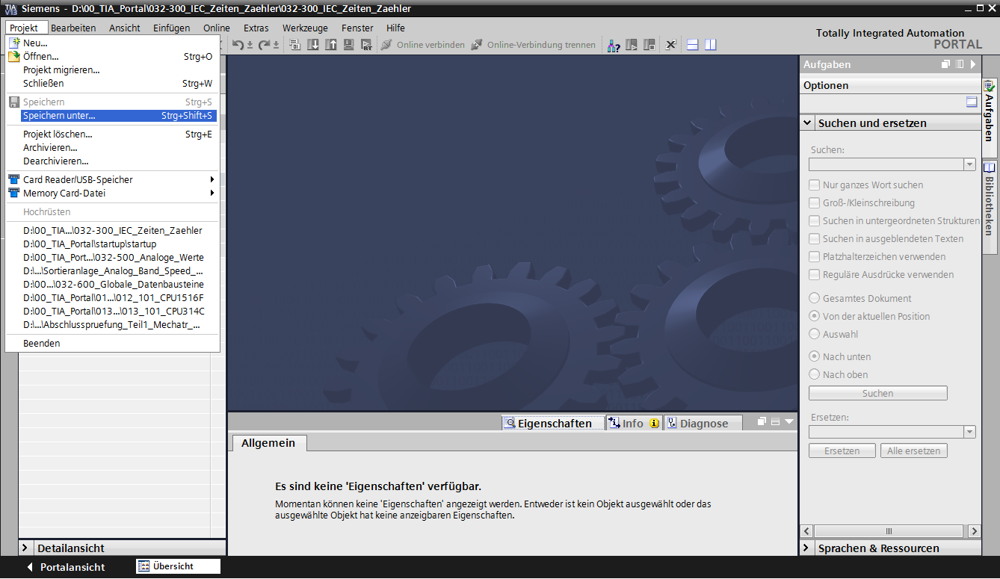 TIA V13 Siemens - D:\00_TIA_Portal\032-300_IEC_Zeiten_Zaehler\032-300_IEC_Zeiten_Zaehler
Projekt Bearbeiten Ansicht Einfügen Online Extras Werkzeuge Fenster Hilfe
Totally Integrated Automation
PORTAL
Online verbinden Online-Verbindung trennen
Neu...
Öffnen... Strg+O
Projekt migrieren...
Schließen Strg+W
Speichern Strg+S
Speichern unter... Strg+Shift+S
Projekt löschen... Strg+E
Archivieren...
Dearchivieren...
Card Reader/USB-Speicher
Memory Card-Datei
Hochrüsten
D:\00_TIA...\032-300_IEC_Zeiten_Zaehler
D:\00_TIA_Portal\startup\startup
D:\00_TIA_Port...\032-500_Analoge_Werte
D:\...\Sortieranlage_Analog_Band_Speed_...
D:\00...\032-600_Globale_Datenbausteine
D:\00_TIA_Portal\01...\012_101_CPU1516F
D:\00_TIA_Portal\013...\013_101_CPU314C
D:\...\Abschlusspruefung_Teil1_Mechatr_...
Beenden
Detailansicht
Eigenschaften Info Diagnose
Allgemein
Es sind keine 'Eigenschaften' verfügbar.
Momentan können keine 'Eigenschaften' angezeigt werden. Entweder ist kein Objekt ausgewählt oder das
ausgewählte Objekt hat keine anzeigbaren Eigenschaften.
Aufgaben
Optionen
Suchen und ersetzen
Suchen:
Nur ganzes Wort suchen
Groß-/Kleinschreibung
Suchen in untergeordneten Strukturen
Suchen in ausgeblendeten Texten
Platzhalterzeichen verwenden
Reguläre Ausdrücke verwenden
Gesamtes Dokument
Von der aktuellen Position
Auswahl
Nach unten
Nach oben
Suchen
Ersetzen:
Ersetzen Alle ersetzen
Sprachen & Ressourcen
Aufgaben
Bibliotheken
Portalansicht Übersicht